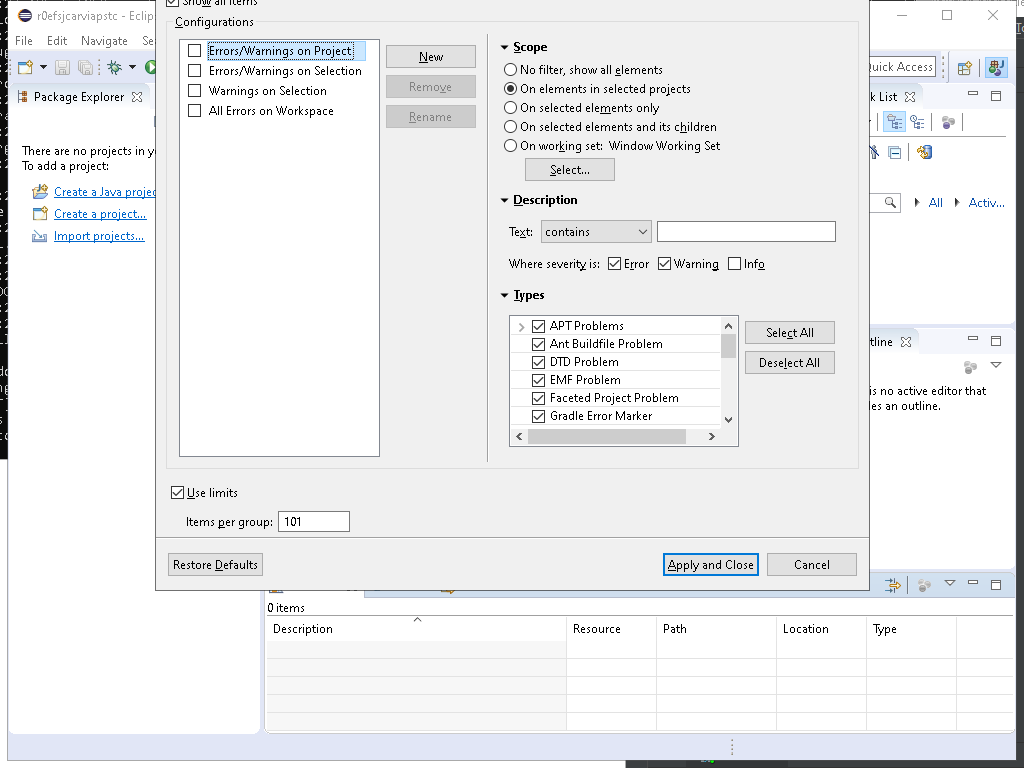 r0efsjcarviapstc - Eclip
Show all items
File Edit Navigate Se
Quick Access
Package Explorer
There are no projects in y
To add a project:
Create a Java projec
Create a project...
Import projects...
Configurations
Errors/Warnings on Project
Errors/Warnings on Selection
Warnings on Selection
All Errors on Workspace
New
Remove
Rename
Scope
No filter, show all elements
On elements in selected projects
On selected elements only
On selected elements and its children
On working set: Window Working Set
Select...
Description
Text: contains
Where severity is: Error Warning Info
Types
APT Problems
Ant Buildfile Problem
DTD Problem
EMF Problem
Faceted Project Problem
Gradle Error Marker
Select All
Deselect All
Use limits
Items per group: 101
Restore Defaults
Apply and Close
Cancel
k List
All Activ...
tline
is no active editor that
les an outline.
0 items
Description Resource Path Location Type